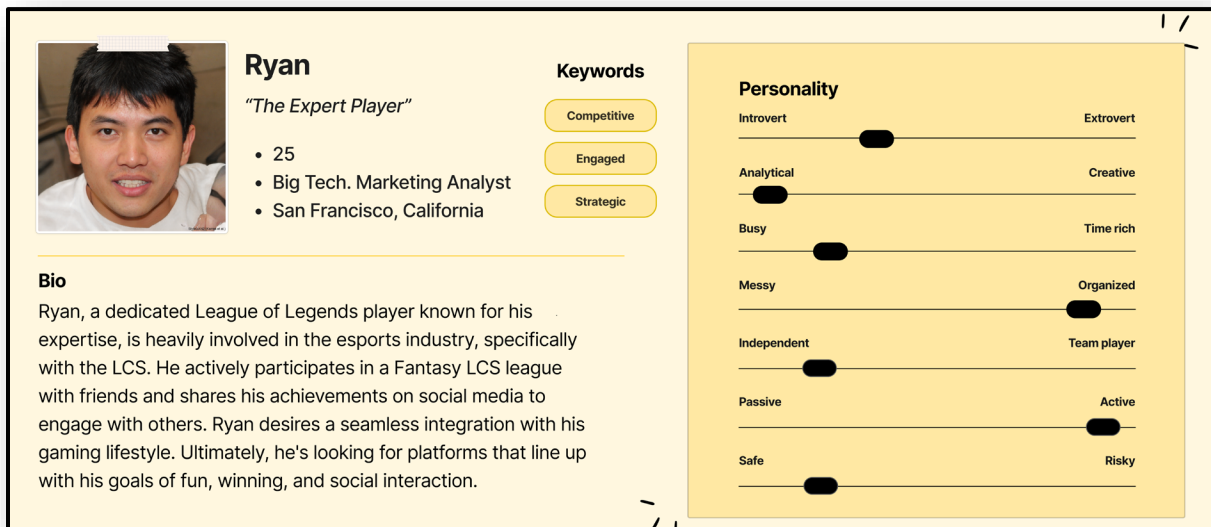 Ryan
“The Expert Player”
• 25
• Big Tech. Marketing Analyst
• San Francisco, California
Keywords
Competitive
Engaged
Strategic
Bio
Ryan, a dedicated League of Legends player known for his
expertise, is heavily involved in the esports industry, specifically
with the LCS. He actively participates in a Fantasy LCS league
with friends and shares his achievements on social media to
engage with others. Ryan desires a seamless integration with his
gaming lifestyle. Ultimately, he's looking for platforms that line up
with his goals of fun, winning, and social interaction.
Personality
Introvert Extrovert
Analytical Creative
Busy Time rich
Messy Organized
Independent Team player
Passive Active
Safe Risky